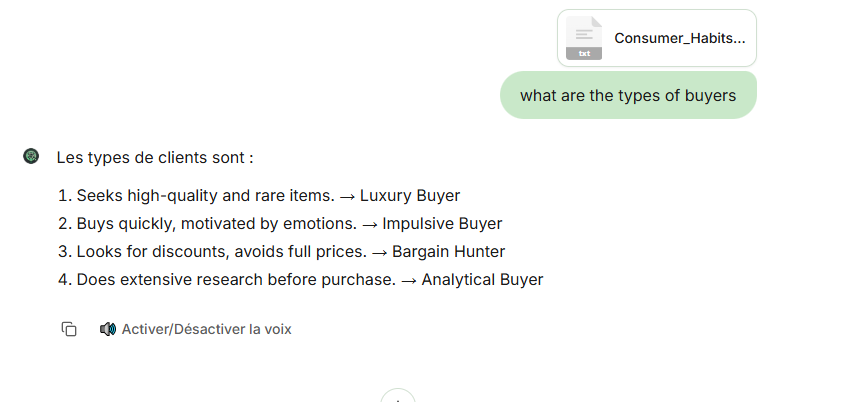 Consumer_Habits...
txt
what are the types of buyers
Les types de clients sont :
1. Seeks high-quality and rare items. → Luxury Buyer
2. Buys quickly, motivated by emotions. → Impulsive Buyer
3. Looks for discounts, avoids full prices. → Bargain Hunter
4. Does extensive research before purchase. → Analytical Buyer
Activer/Désactiver la voix